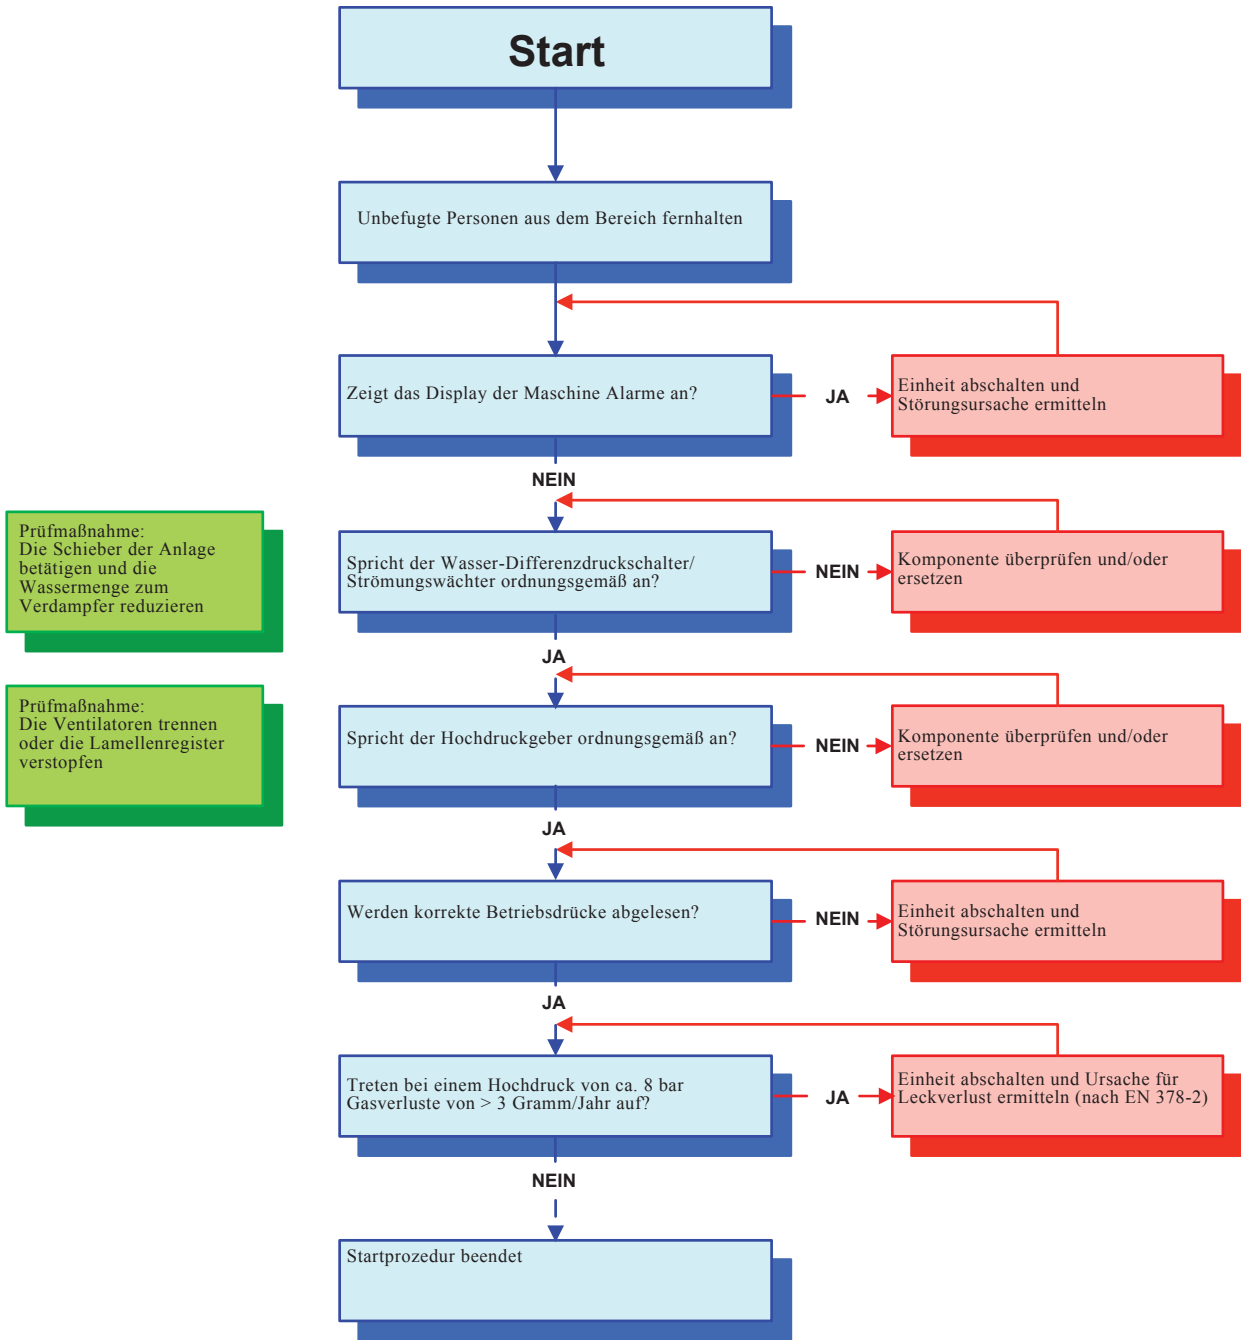 Start
Unbefugte Personen aus dem Bereich fernhalten
Zeigt das Display der Maschine Alarme an?
JA
Einheit abschalten und
Störungsursache ermitteln
NEIN
Prüfmaßnahme:
Die Schieber der Anlage
betätigen und die
Wassermenge zum
Verdampfer reduzieren
Spricht der Wasser-Differenzdruckschalter/
Strömungswächter ordnungsgemäß an?
NEIN
Komponente überprüfen und/oder
ersetzen
JA
Prüfmaßnahme:
Die Ventilatoren trennen
oder die Lamellenregister
verstopfen
Spricht der Hochdruckgeber ordnungsgemäß an?
NEIN
Komponente überprüfen und/oder
ersetzen
JA
Werden korrekte Betriebsdrücke abgelesen?
NEIN
Einheit abschalten und
Störungsursache ermitteln
JA
Treten bei einem Hochdruck von ca. 8 bar
Gasverluste von > 3 Gramm/Jahr auf?
JA
Einheit abschalten und Ursache für
Leckverlust ermitteln (nach EN 378-2)
NEIN
Startprozedur beendet